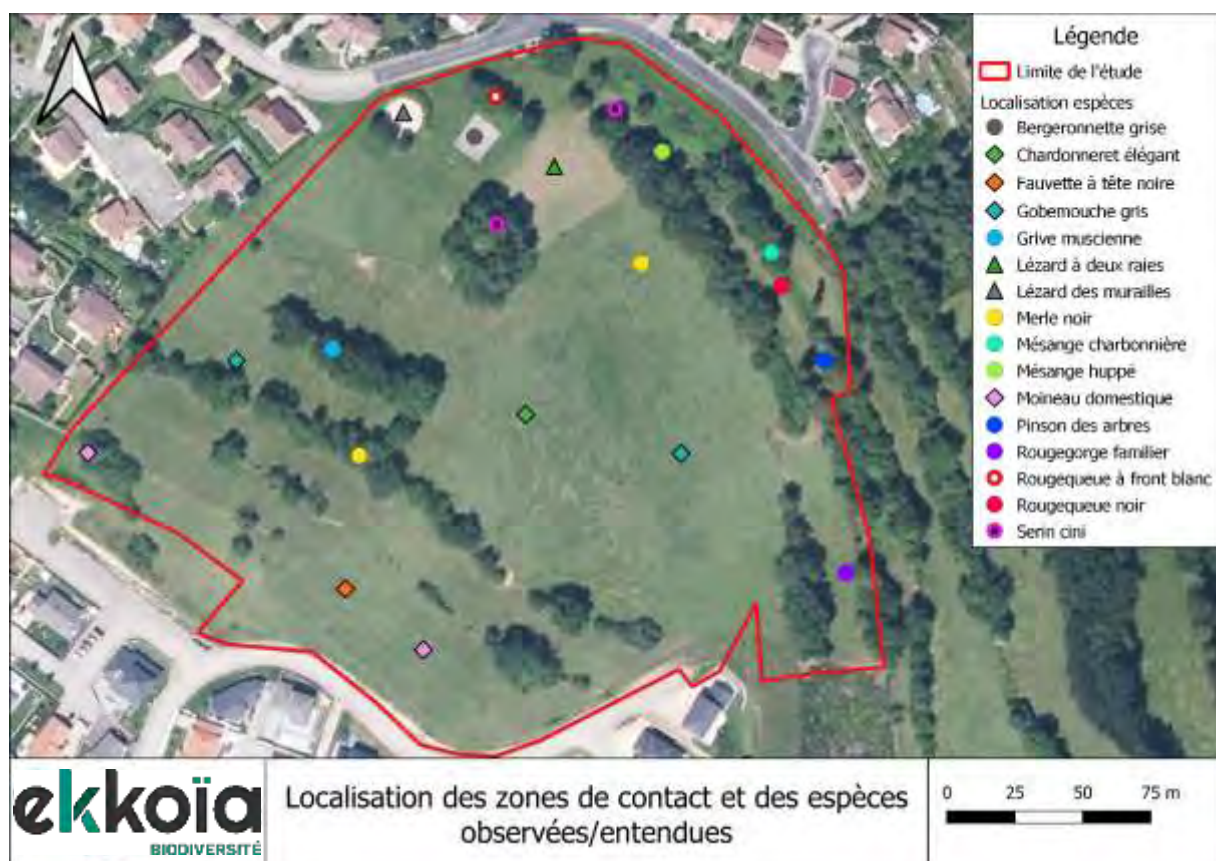 Légende
Limite de l'étude
Localisation espèces
Bergeronnette grise
Chardonneret élégant
Fauvette à tête noire
Gobemouche gris
Grive muscienne
Lézard à deux raies
Lézard des murailles
Merle noir
Mésange charbonnière
Mésange huppé
Moineau domestique
Pinson des arbres
Rougegorge familier
Rougequeue à front blanc
Rougequeue noir
Serin cini
ekkoïa
BIODIVERSITÉ
Localisation des zones de contact et des espèces
observées/entendues
0 25 50 75 m